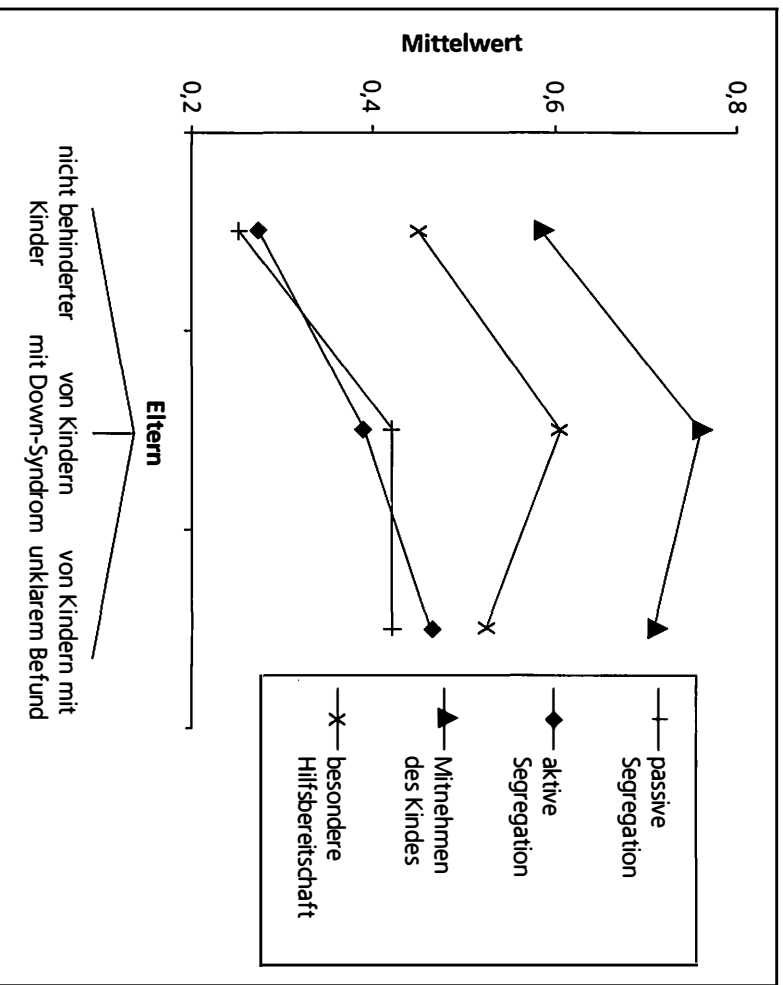 Mittelwert
0,8
0,6
0,4
0,2
nicht behinderter
Kinder
von Kindern
mit Down-Syndrom
von Kindern mit
unklarem Befund
Eltern
passive
Segregation
aktive
Segregation
Mitnehmen
des Kindes
besondere
Hilfsbereitschaft